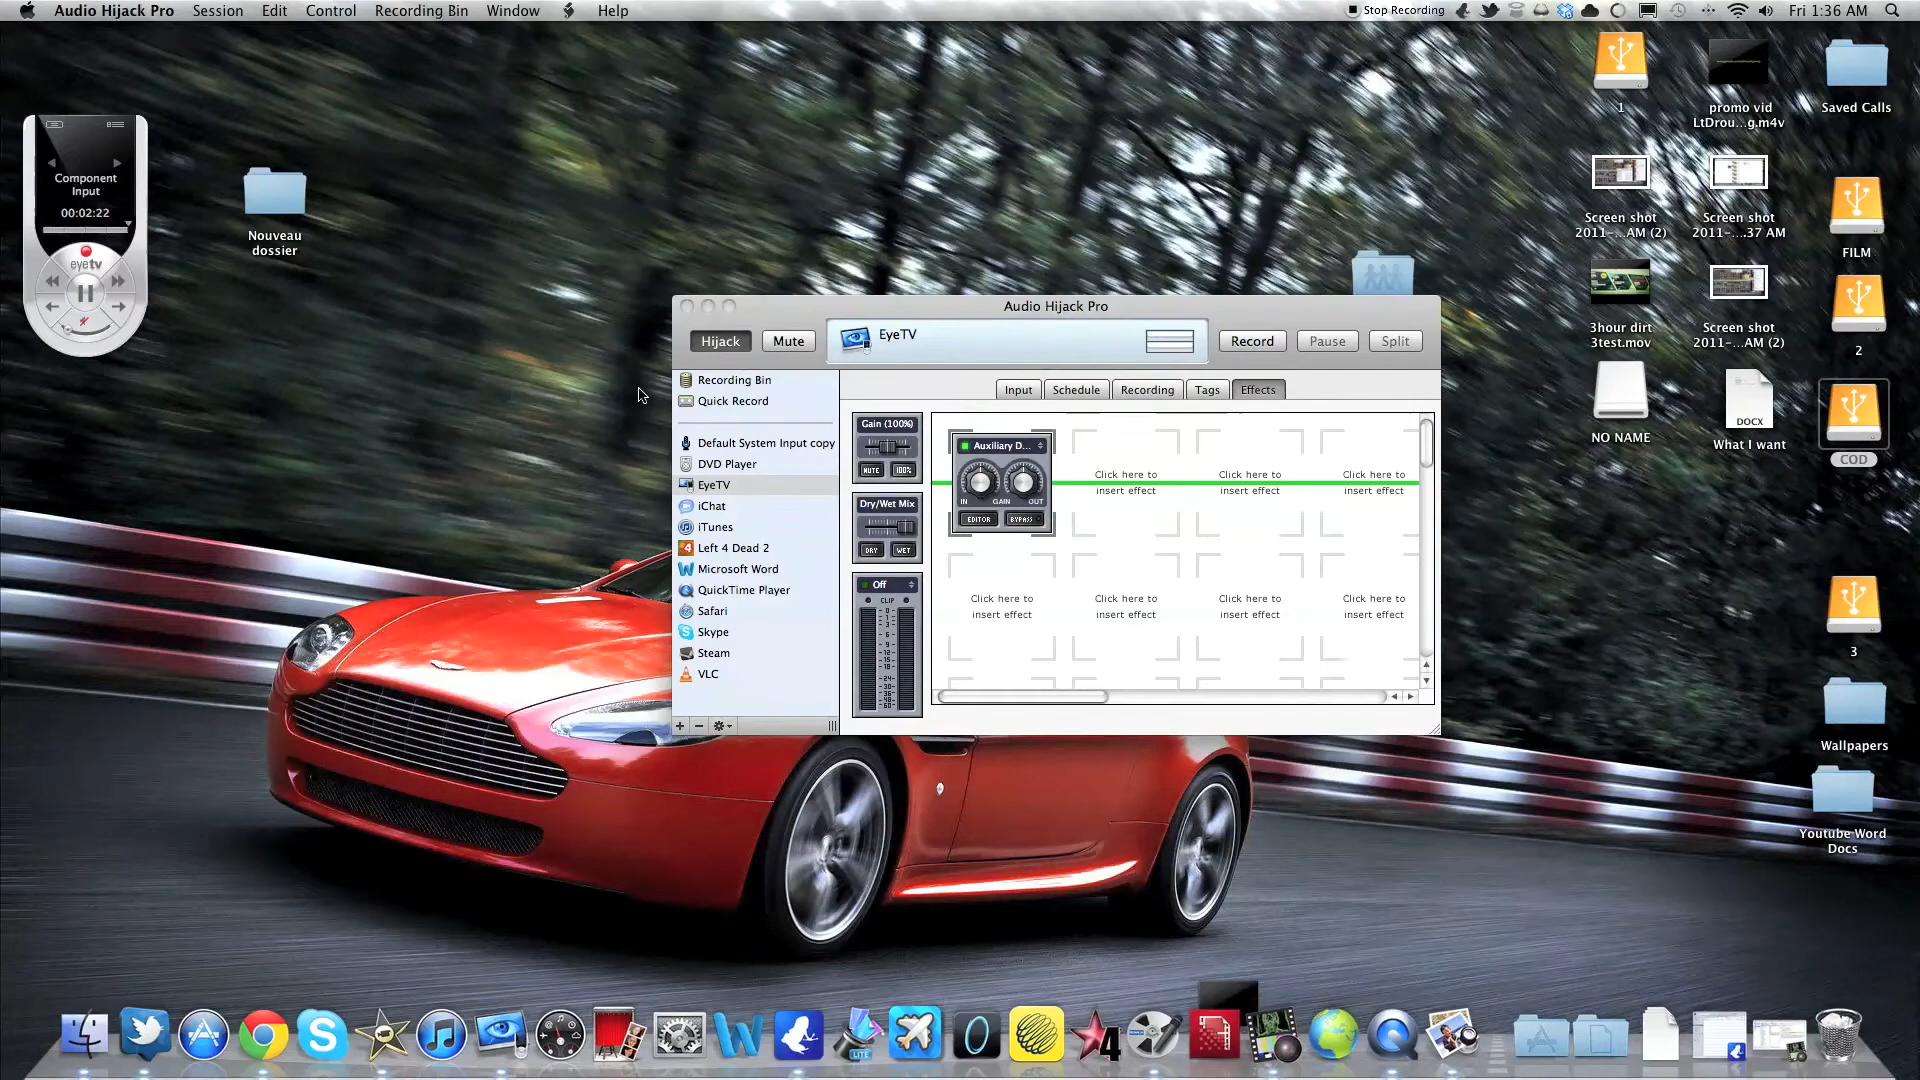 Audio Hijack Pro Session Edit Control Recording Bin Window Help
Stop Recording Fri 1:36 AM
Component
Input
00:02:22
eyetv
Nouveau
dossier
1
promo vid
LtDrou...g.m4v
Saved Calls
Screen shot
2011-...AM (2)
Screen shot
2011-....37 AM
FILM
3hour dirt
3test.mov
Screen shot
2011-...AM (2)
2
NO NAME
DOCX
What I want
COD
3
Wallpapers
Youtube Word
Docs
Audio Hijack Pro
Hijack Mute EyeTV Record Pause Split
Recording Bin
Quick Record
Default System Input copy
DVD Player
EyeTV
iChat
iTunes
Left 4 Dead 2
Microsoft Word
QuickTime Player
Safari
Skype
Steam
VLC
Input Schedule Recording Tags Effects
Gain (100%)
MUTE 100%
Dry/Wet Mix
DRY WET
Off
CLIP
Auxiliary D...
IN GAIN OUT
EDITOR BYPASS
Click here to
insert effect
Click here to
insert effect
Click here to
insert effect
Click here to
insert effect
Click here to
insert effect
Click here to
insert effect
Click here to
insert effect
LITE
4